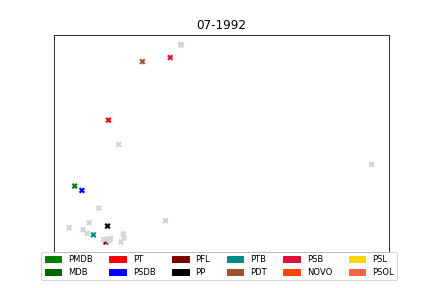 07-1992
PMDB PT PFL PTB PSB PSL
MDB PSDB PP PDT NOVO PSOL